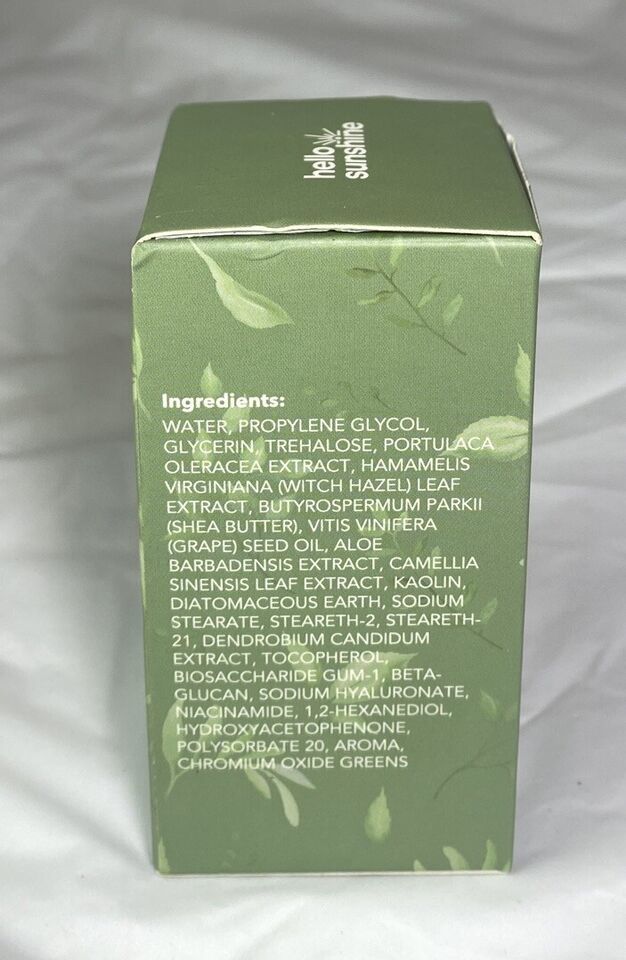 hello
sunshine
Ingredients:
WATER, PROPYLENE GLYCOL,
GLYCERIN, TREHALOSE, PORTULACA
OLERACEA EXTRACT, HAMAMELIS
VIRGINIANA (WITCH HAZEL) LEAF
EXTRACT, BUTYROSPERMUM PARKII
(SHEA BUTTER), VITIS VINIFERA
(GRAPE) SEED OIL, ALOE
BARBADENSIS EXTRACT, CAMELLIA
SINENSIS LEAF EXTRACT, KAOLIN,
DIATOMACEOUS EARTH, SODIUM
STEARATE, STEARETH-2, STEARETH-
21, DENDROBIUM CANDIDUM
EXTRACT, TOCOPHEROL,
BIOSACCHARIDE GUM-1, BETA-
GLUCAN, SODIUM HYALURONATE,
NIACINAMIDE, 1,2-HEXANEDIOL,
HYDROXYACETOPHENONE,
POLYSORBATE 20, AROMA,
CHROMIUM OXIDE GREENS